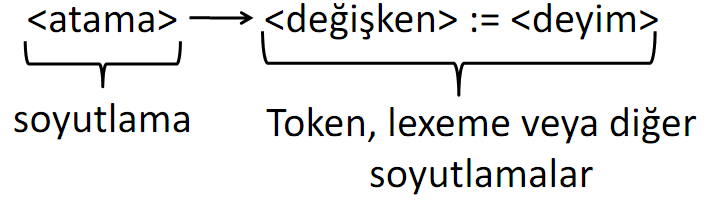 <atama> → <değişken> := <deyim>
soyutlama
Token, lexeme veya diğer
soyutlamalar